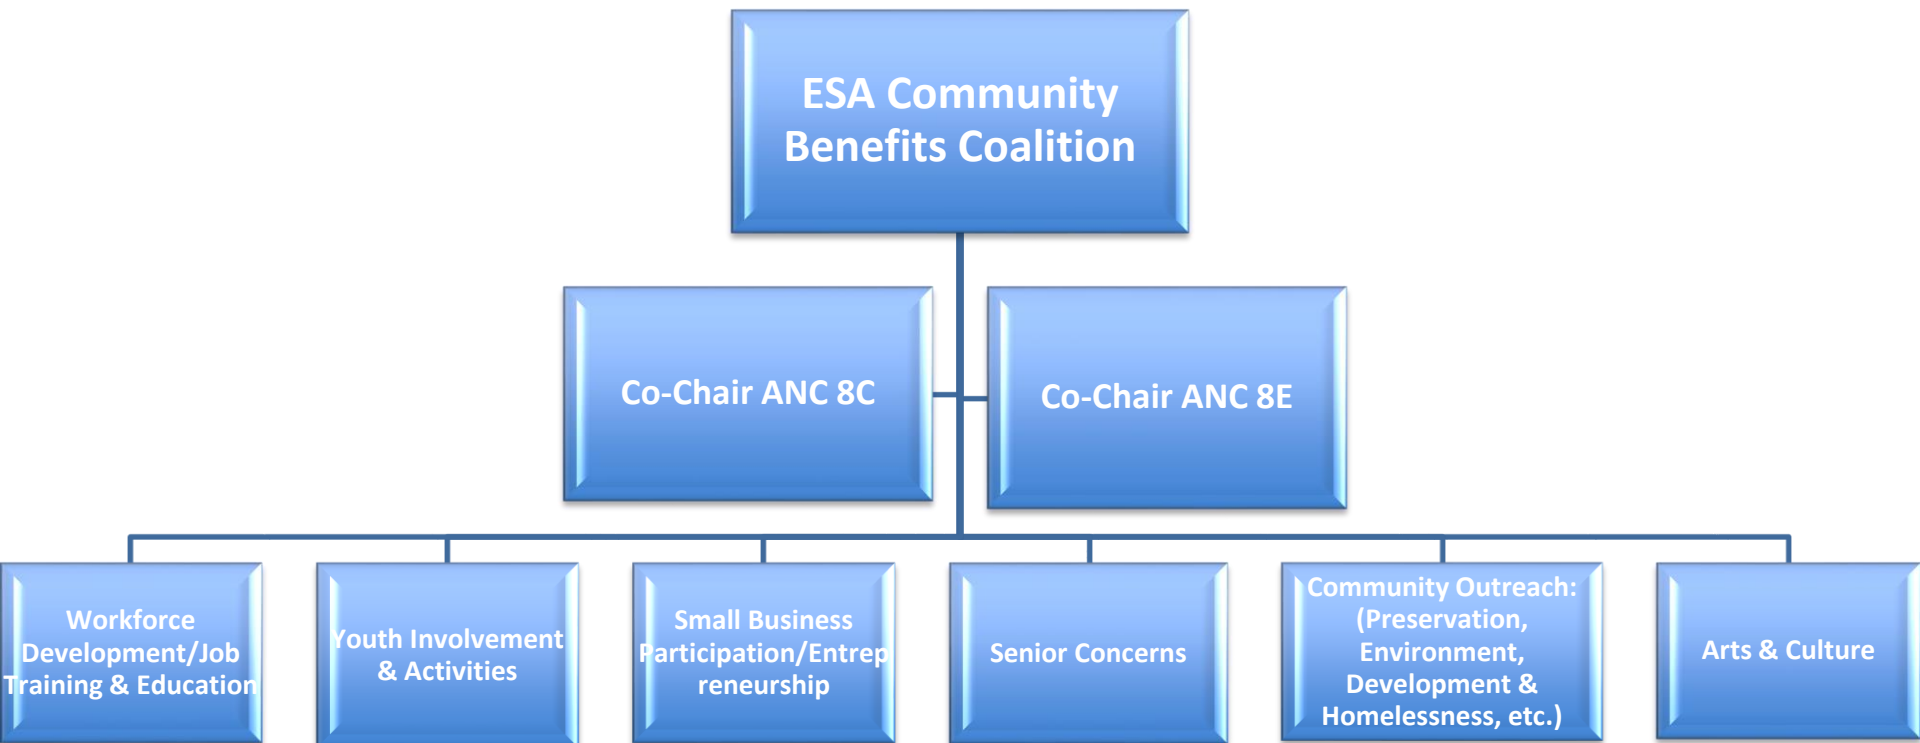 ESA Community
Benefits Coalition
Co-Chair ANC 8C
Co-Chair ANC 8E
Workforce
Development/Job
Training & Education
Youth Involvement
& Activities
Small Business
Participation/Entrep
reneurship
Senior Concerns
Community Outreach:
(Preservation,
Environment,
Development &
Homelessness, etc.)
Arts & Culture